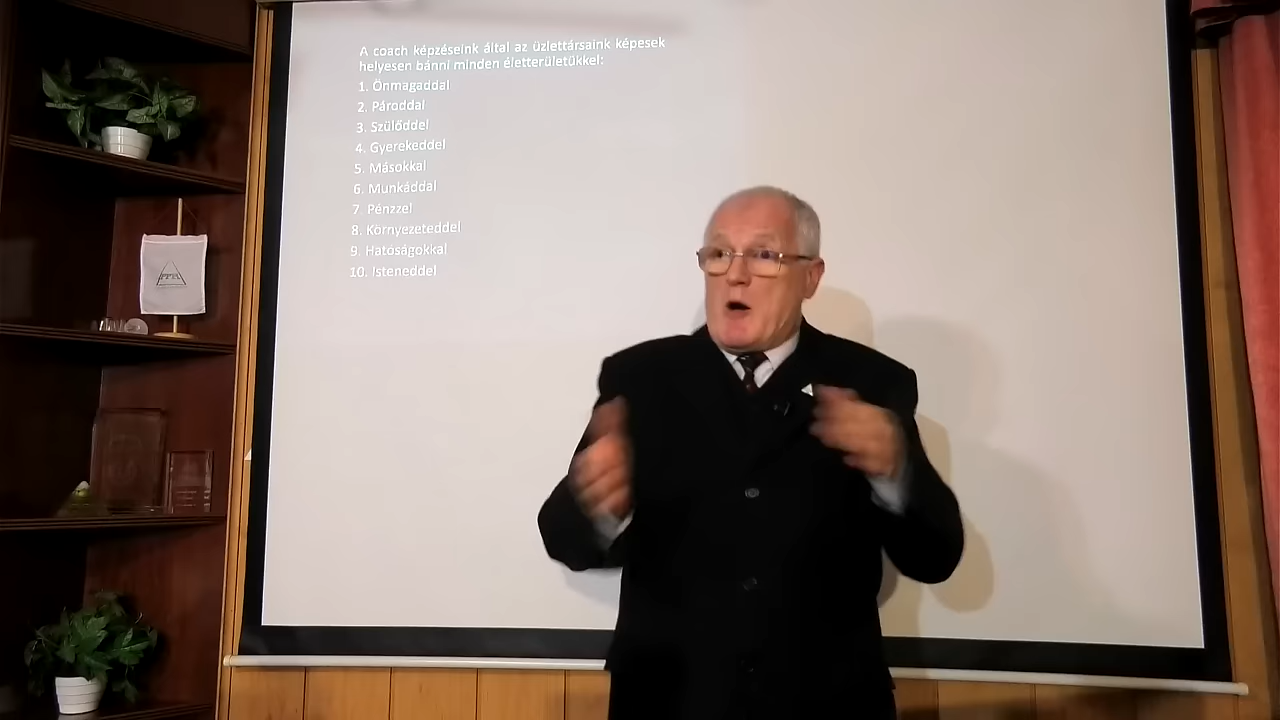 A coach képzéseink által az üzlettársaink képesek
helyesen bánni minden életterületükkel:
1. Önmagaddal
2. Pároddal
3. Szülőddel
4. Gyerekeddel
5. Másokkal
6. Munkáddal
7. Pénzzel
8. Környezeteddel
9. Hatóságokkal
10. Isteneddel